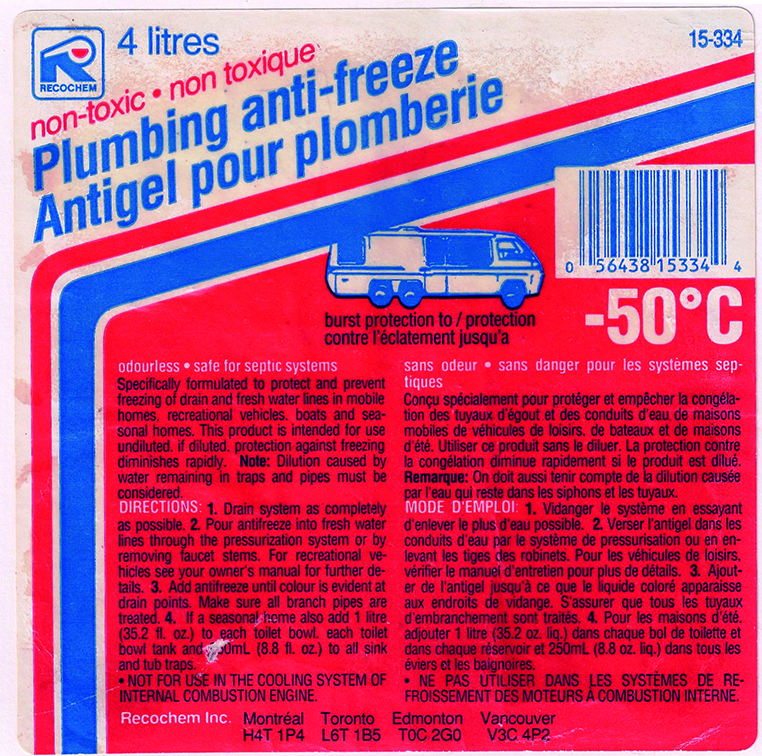 4 litres
15-334
RECOCHEM
non-toxic • non toxique
Plumbing anti-freeze
Antigel pour plomberie
0 56438 15334 4
burst protection to / protection
contre l'éclatement jusqu'a
-50°C
odourless • safe for septic systems
Specifically formulated to protect and prevent
freezing of drain and fresh water lines in mobile
homes, recreational vehicles, boats and sea-
sonal homes. This product is intended for use
undiluted, if diluted, protection against freezing
diminishes rapidly. Note: Dilution caused by
water remaining in traps and pipes must be
considered.
DIRECTIONS: 1. Drain system as completely
as possible. 2. Pour antifreeze into fresh water
lines through the pressurization system or by
removing faucet stems. For recreational ve-
hicles see your owner's manual for further de-
tails. 3. Add antifreeze until colour is evident at
drain points. Make sure all branch pipes are
treated. 4. If a seasonal home also add 1 litre
(35.2 fl. oz.) to each toilet bowl, each toilet
bowl tank and 50mL (8.8 fl. oz.) to all sink
and tub traps.
• NOT FOR USE IN THE COOLING SYSTEM OF
INTERNAL COMBUSTION ENGINE.
sans odeur • sans danger pour les systèmes sep-
tiques
Conçu spécialement pour protéger et empêcher la congéla-
tion des tuyaux d'égout et des conduits d'eau de maisons
mobiles de véhicules de loisirs, de bateaux et de maisons
d'été. Utiliser ce produit sans le diluer. La protection contre
la congélation diminue rapidement si le produit est dilué.
Remarque: On doit aussi tenir compte de la dilution causée
par l'eau qui reste dans les siphons et les tuyaux.
MODE D'EMPLOI: 1. Vidanger le système en essayant
d'enlever le plus d'eau possible. 2. Verser l'antigel dans les
conduits d'eau par le système de pressurisation ou en en-
levant les tiges des robinets. Pour les véhicules de loisirs,
vérifier le manuel d'entretien pour plus de détails. 3. Ajout-
er de l'antigel jusqu'à ce que le liquide coloré apparaisse
aux endroits de vidange. S'assurer que tous les tuyaux
d'embranchement sont traités. 4. Pour les maisons d'été,
adjouter 1 litre (35.2 oz. liq.) dans chaque bol de toilette et
dans chaque réservoir et 250mL (8.8 oz. liq.) dans tous les
éviers et les baignoires.
• NE PAS UTILISER DANS LES SYSTÈMES DE RE-
FROISSEMENT DES MOTEURS À COMBUSTION INTERNE.
Recochem Inc. Montréal Toronto Edmonton Vancouver
H4T 1P4 L6T 1B5 T0C 2G0 V3C 4P2